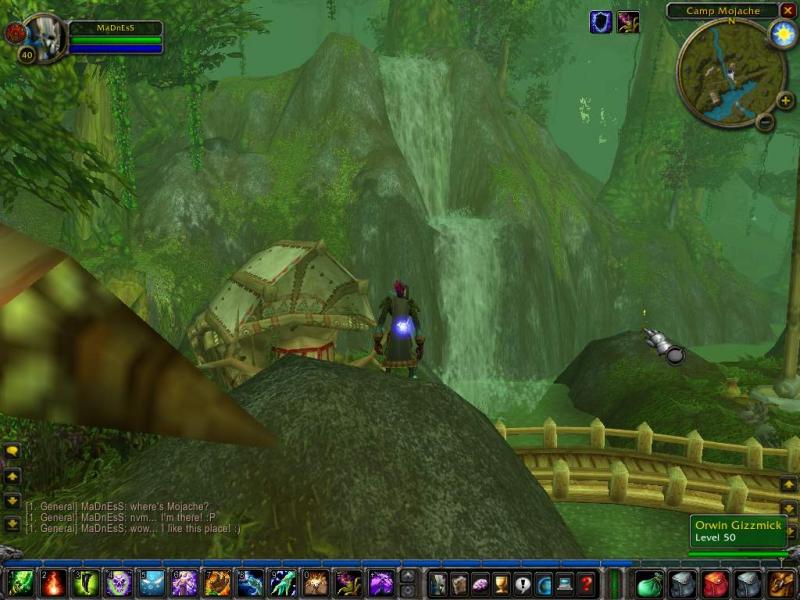 MaDnEsS
40
Camp Mojache
N
[1. General] MaDnEsS: where's Mojache?
[1. General] MaDnEsS: nvm... I'm there! :P
[1. General] MaDnEsS: wow... I like this place! :)
Orwin Gizzmick
Level 50